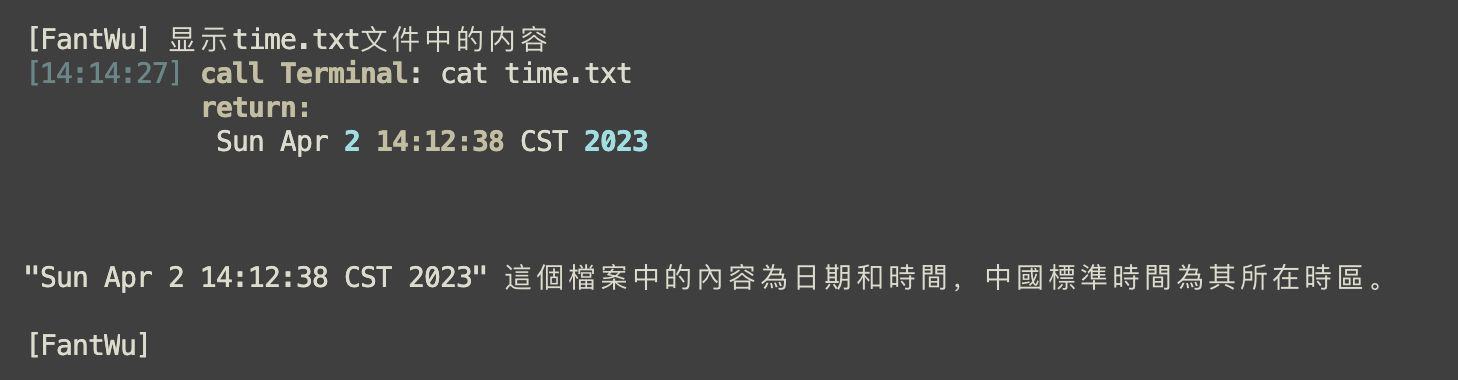 [FantWu] 显示time.txt文件中的内容
[14:14:27] call Terminal: cat time.txt
return:
Sun Apr 2 14:12:38 CST 2023
"Sun Apr 2 14:12:38 CST 2023" 這個檔案中的內容為日期和時間，中國標準時間為其所在時區。
[FantWu]